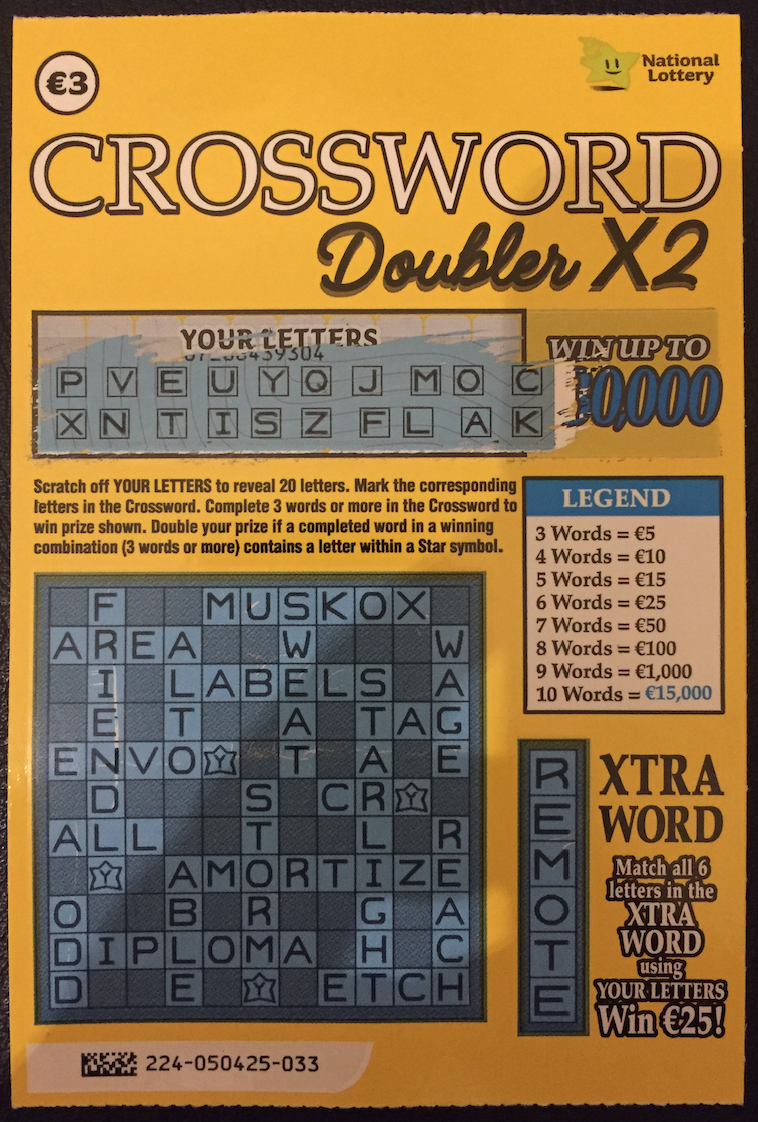 €3
National
Lottery
CROSSWORD
Doubler X2
YOUR LETTERS
WIN UP TO
0,000
P V E U Y Q J M O C
X N T I S Z F L A K
Scratch off YOUR LETTERS to reveal 20 letters. Mark the corresponding
letters in the Crossword. Complete 3 words or more in the Crossword to
win prize shown. Double your prize if a completed word in a winning
combination (3 words or more) contains a letter within a Star symbol.
LEGEND
3 Words = €5
4 Words = €10
5 Words = €15
6 Words = €25
7 Words = €50
8 Words = €100
9 Words = €1,000
10 Words = €15,000
F MUSKOX
AREA W W
I LABELS A
E T A TAG
ENVOY T A E
D S CRY
ALL T L R
Y AMORTIZE
O B R G A
DIPLOMA H C
D E Y ETCH
REMOTE
XTRA
WORD
Match all 6
letters in the
XTRA
WORD
using
YOUR LETTERS
Win €25!
224-050425-033